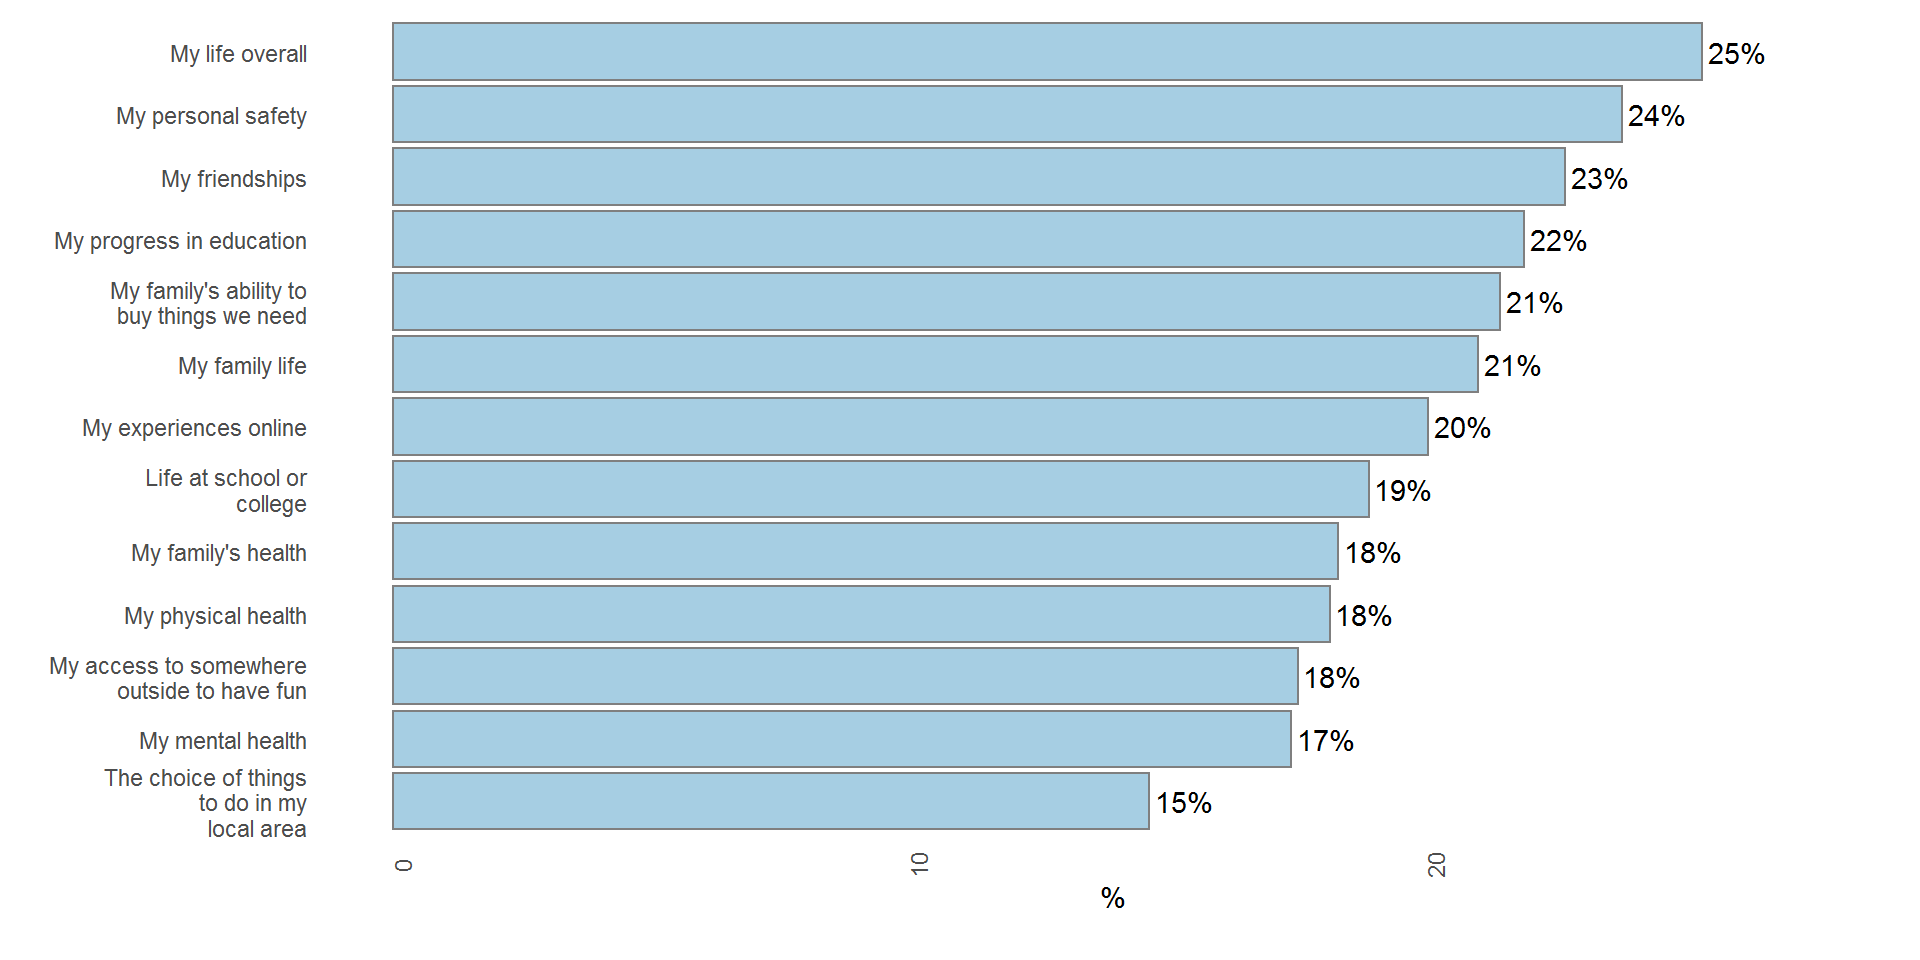 My life overall
25%
My personal safety
24%
My friendships
23%
My progress in education
22%
My family's ability to
buy things we need
21%
My family life
21%
My experiences online
20%
Life at school or
college
19%
My family's health
18%
My physical health
18%
My access to somewhere
outside to have fun
18%
My mental health
17%
The choice of things
to do in my
local area
15%
0
10
20
%